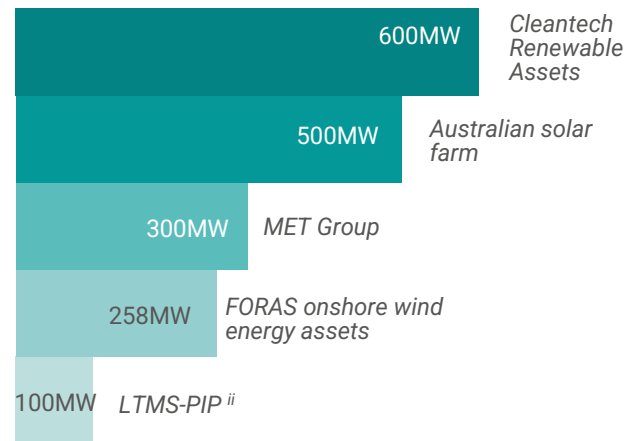 600MW
Cleantech
Renewable
Assets
500MW
Australian solar
farm
300MW
MET Group
258MW
FORAS onshore wind
energy assets
100MW
LTMS-PIP ii